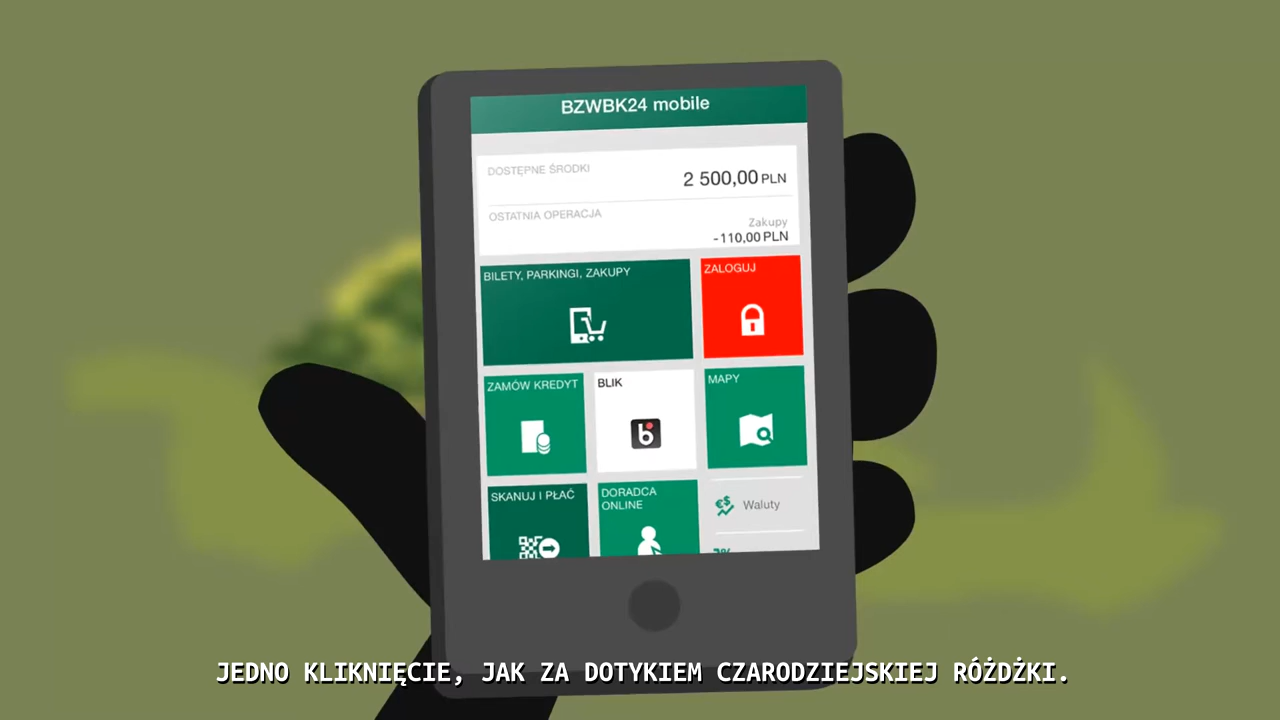 BZWBK24 mobile
DOSTĘPNE ŚRODKI
2 500,00 PLN
OSTATNIA OPERACJA
Zakupy
-110,00 PLN
BILETY, PARKINGI, ZAKUPY
ZALOGUJ
ZAMÓW KREDYT
BLIK
MAPY
SKANUJ I PŁAĆ
DORADCA
ONLINE
Waluty
JEDNO KLIKNIĘCIE, JAK ZA DOTYKIEM CZARODZIEJSKIEJ RÓŻDŻKI.